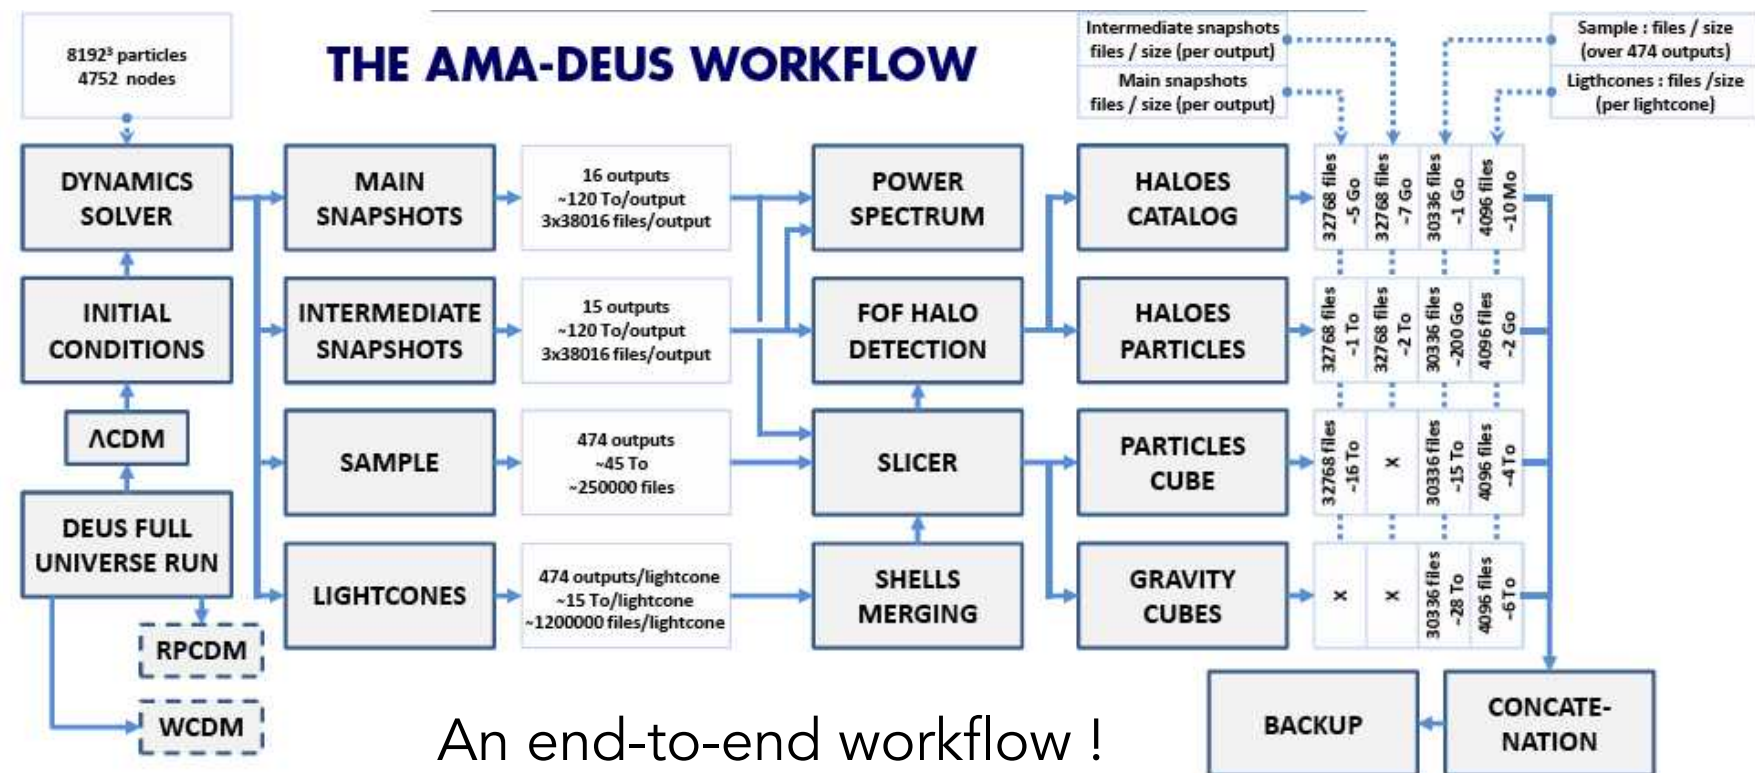 THE AMA-DEUS WORKFLOW
8192³ particles
4752 nodes
Intermediate snapshots
files / size (per output)
Main snapshots
files / size (per output)
Sample : files / size
(over 474 outputs)
Ligthcones : files /size
(per lightcone)
DYNAMICS
SOLVER
INITIAL
CONDITIONS
ΛCDM
DEUS FULL
UNIVERSE RUN
RPCDM
WCDM
MAIN
SNAPSHOTS
INTERMEDIATE
SNAPSHOTS
SAMPLE
LIGHTCONES
16 outputs
~120 To/output
3x38016 files/output
15 outputs
~120 To/output
3x38016 files/output
474 outputs
~45 To
~250000 files
474 outputs/lightcone
~15 To/lightcone
~1200000 files/lightcone
POWER
SPECTRUM
FOF HALO
DETECTION
SLICER
SHELLS
MERGING
HALOES
CATALOG
HALOES
PARTICLES
PARTICLES
CUBE
GRAVITY
CUBES
32768 files
~5 Go
32768 files
~7 Go
30336 files
~1 Go
4096 files
~10 Mo
32768 files
~1 To
32768 files
~2 To
30336 files
~200 Go
4096 files
~2 Go
32768 files
~16 To
X
30336 files
~15 To
4096 files
~4 To
X
X
30336 files
~28 To
4096 files
~6 To
BACKUP
CONCATE-
NATION
An end-to-end workflow !